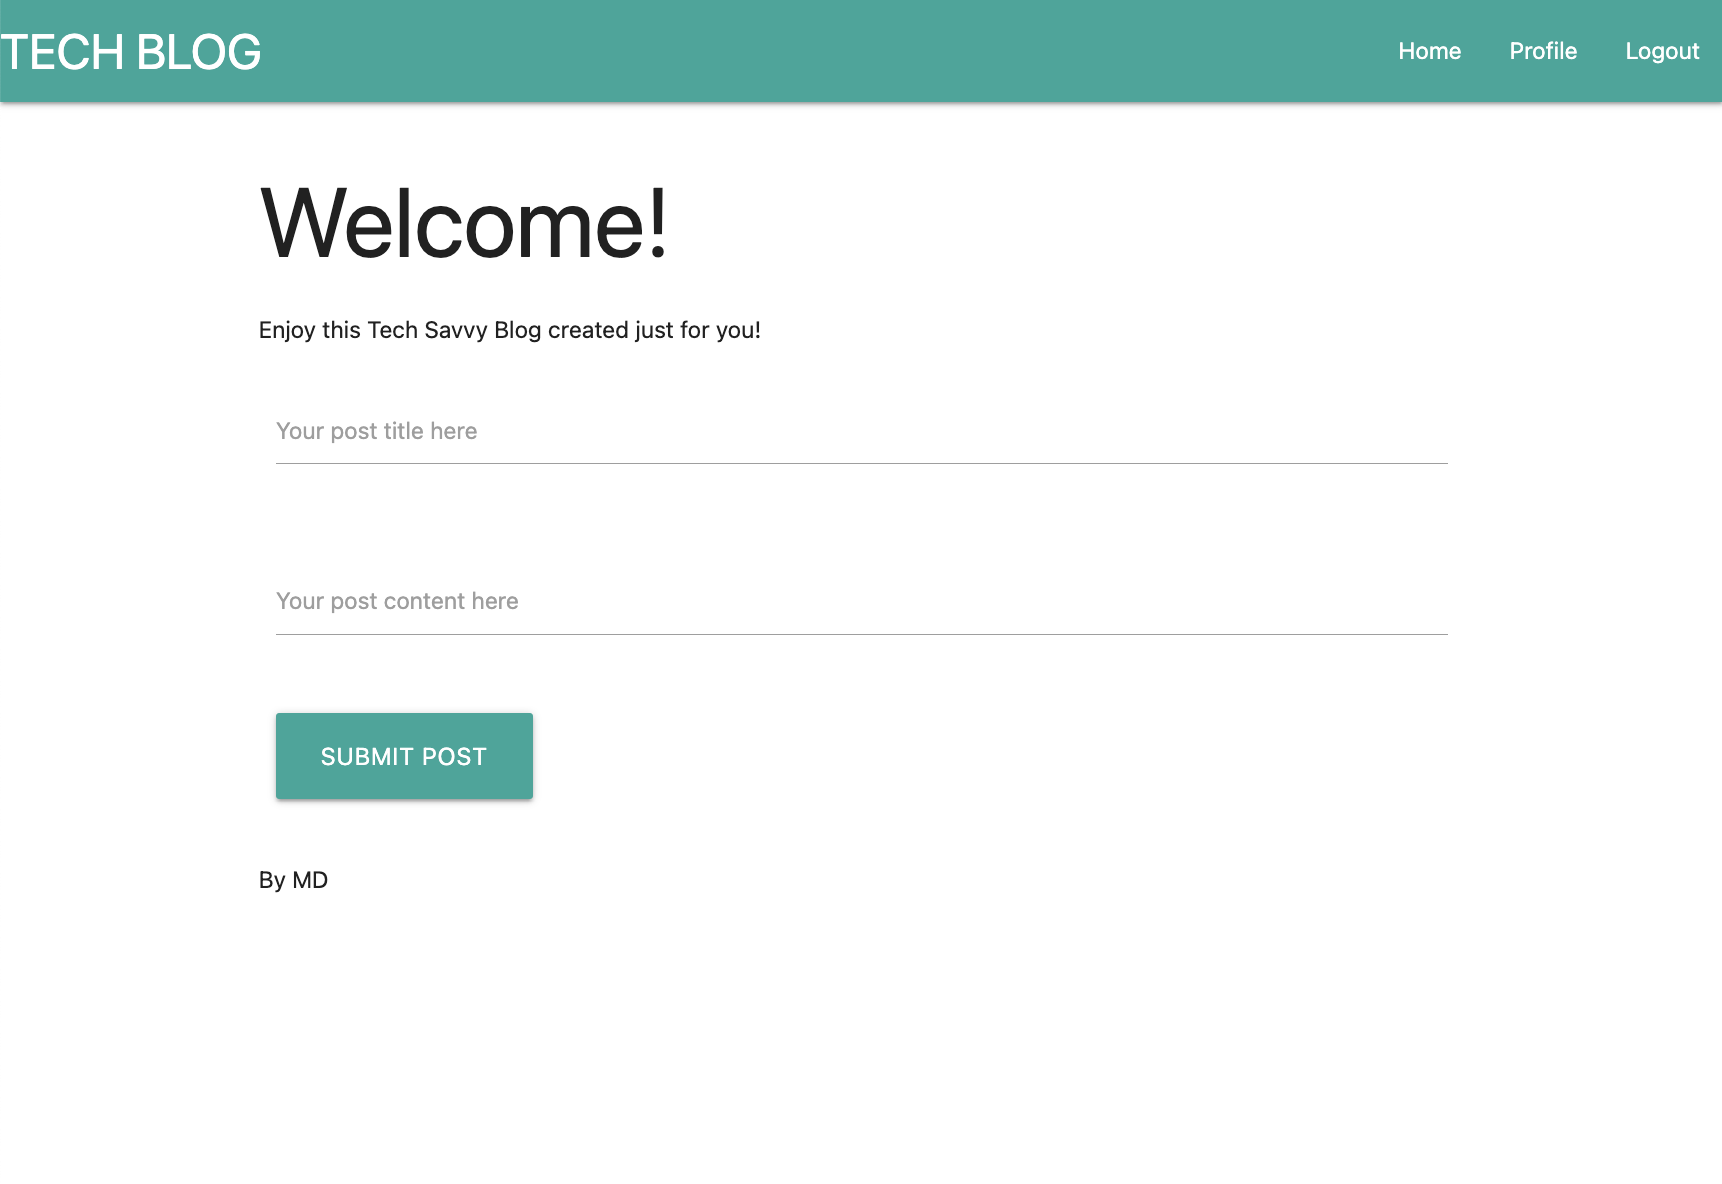 TECH BLOG
Home Profile Logout
Welcome!
Enjoy this Tech Savvy Blog created just for you!
Your post title here
Your post content here
SUBMIT POST
By MD